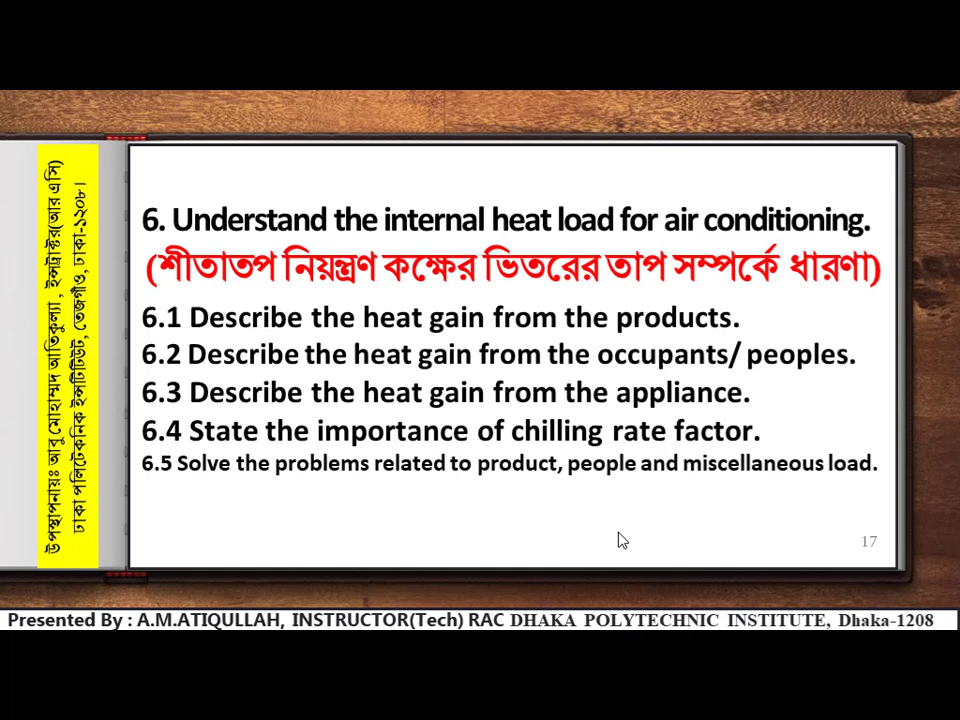 6. Understand the internal heat load for air conditioning.
(শীতাতপ নিয়ন্ত্রণ কক্ষের ভিতরের তাপ সম্পর্কে ধারণা)
6.1 Describe the heat gain from the products.
6.2 Describe the heat gain from the occupants/ peoples.
6.3 Describe the heat gain from the appliance.
6.4 State the importance of chilling rate factor.
6.5 Solve the problems related to product, people and miscellaneous load.
17
উপস্থাপনায়ঃ আবু মোহাম্মদ আতিকুল্যা , ইন্সট্রাক্টর(আর এসি)
ঢাকা পলিটেকনিক ইন্সটিটিউট, তেজগাঁও, ঢাকা-১২০৮।
Presented By : A.M.ATIQULLAH, INSTRUCTOR(Tech) RAC DHAKA POLYTECHNIC INSTITUTE, Dhaka-1208